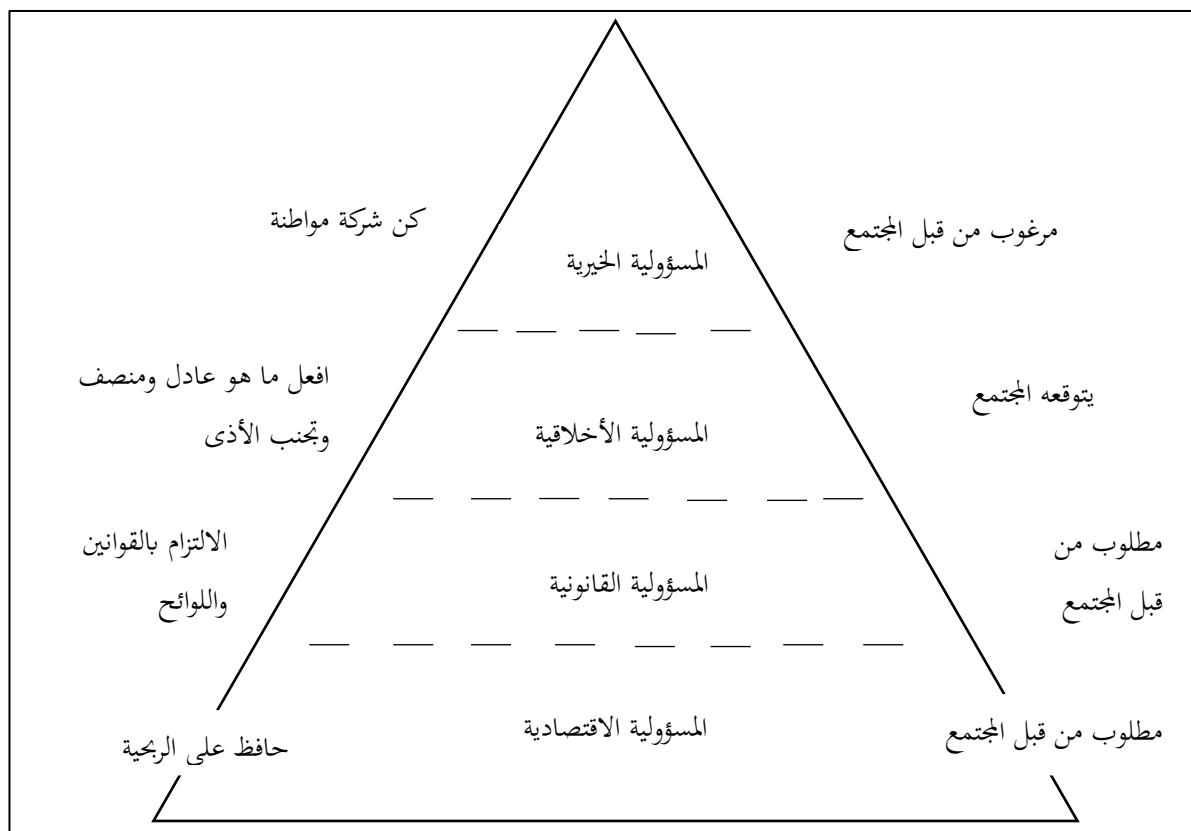 مرغوب من قبل المجتمع
كن شركة مواطنة
المسؤولية الخيرية
يتوقعه المجتمع
افعل ما هو عادل ومنصف
وتجنب الأذى
المسؤولية الأخلاقية
مطلوب من
قبل المجتمع
المسؤولية القانونية
الالتزام بالقوانين
واللوائح
مطلوب من قبل المجتمع
المسؤولية الاقتصادية
حافظ على الربحية